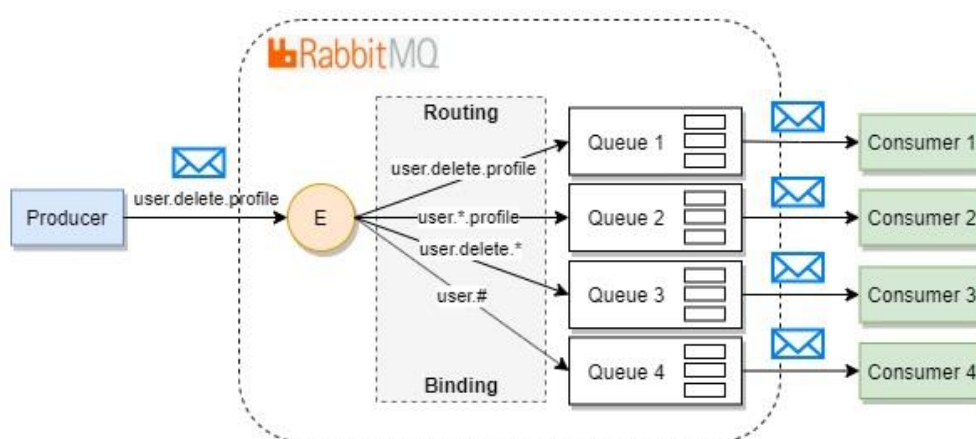 RabbitMQ
Routing
Queue 1
Consumer 1
user.delete.profile
user.delete.profile
Producer
E
user.*.profile
Queue 2
Consumer 2
user.delete.*
Queue 3
Consumer 3
user.#
Queue 4
Consumer 4
Binding